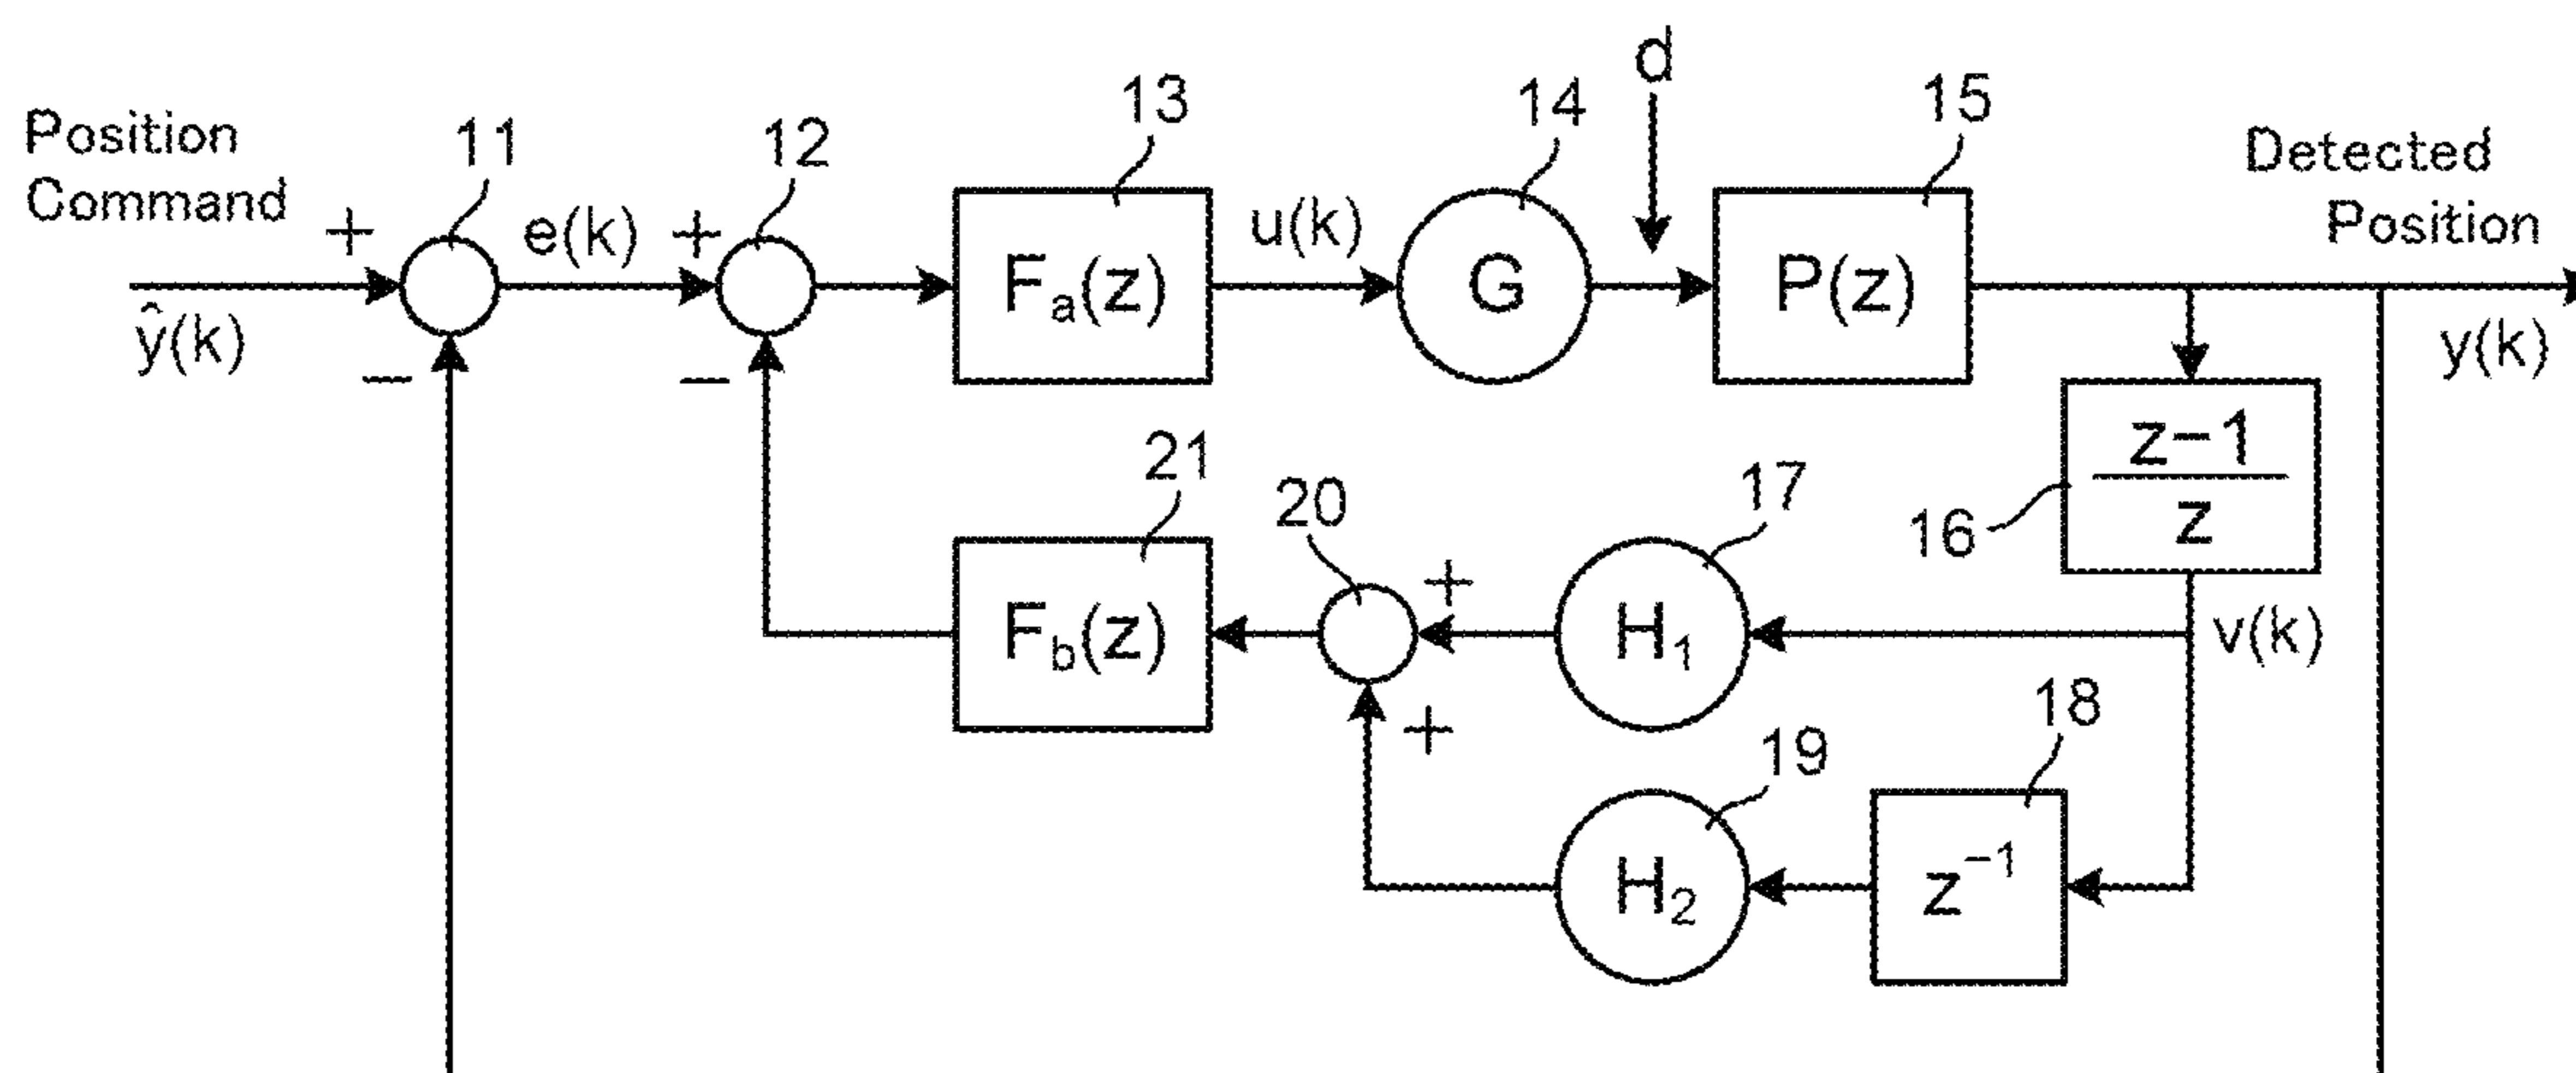 d
13
14
15
Position
Command
11
12
Detected
Position
+
e(k)
+
Fₐ(z)
u(k)
G
P(z)
ŷ(k)
−
−
y(k)
z−1
z
16
21
20
17
+
F_b(z)
H₁
v(k)
+
18
19
H₂
z⁻¹